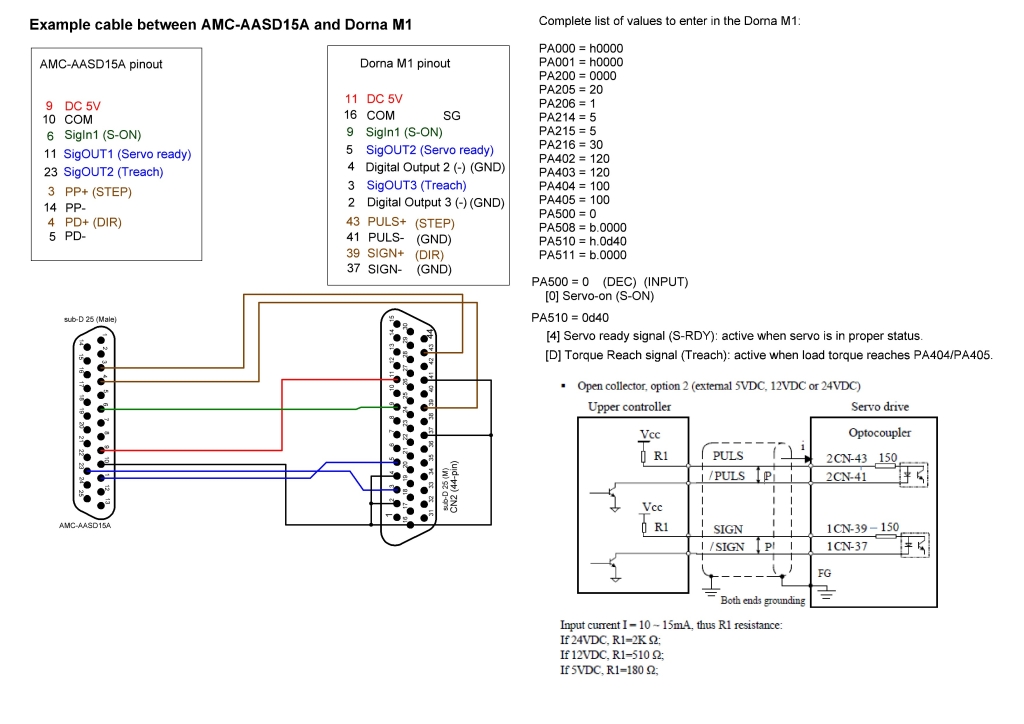 Example cable between AMC-AASD15A and Dorna M1
AMC-AASD15A pinout
9 DC 5V
10 COM
6 SigIn1 (S-ON)
11 SigOUT1 (Servo ready)
23 SigOUT2 (Treach)
3 PP+ (STEP)
14 PP-
4 PD+ (DIR)
5 PD-
Dorna M1 pinout
11 DC 5V
16 COM SG
9 SigIn1 (S-ON)
5 SigOUT2 (Servo ready)
4 Digital Output 2 (-) (GND)
3 SigOUT3 (Treach)
2 Digital Output 3 (-) (GND)
43 PULS+ (STEP)
41 PULS- (GND)
39 SIGN+ (DIR)
37 SIGN- (GND)
sub-D 25 (Male)
AMC-AASD15A
sub-D 25 (M)
CN2 (44-pin)
Complete list of values to enter in the Dorna M1:
PA000 = h0000
PA001 = h0000
PA200 = 0000
PA205 = 20
PA206 = 1
PA214 = 5
PA215 = 5
PA216 = 30
PA402 = 120
PA403 = 120
PA404 = 100
PA405 = 100
PA500 = 0
PA508 = b.0000
PA510 = h.0d40
PA511 = b.0000
PA500 = 0 (DEC) (INPUT)
[0] Servo-on (S-ON)
PA510 = 0d40
[4] Servo ready signal (S-RDY): active when servo is in proper status.
[D] Torque Reach signal (Treach): active when load torque reaches PA404/PA405.
▪ Open collector, option 2 (external 5VDC, 12VDC or 24VDC)
Upper controller Servo drive
Optocoupler
Vcc
R1 PULS i 2CN-43 150
/PULS P 2CN-41
Vcc
R1 SIGN 1CN-39 150
/SIGN P 1CN-37
FG
Both ends grounding
Input current I = 10 ~ 15mA, thus R1 resistance:
If 24VDC, R1=2K Ω;
If 12VDC, R1=510 Ω;
If 5VDC, R1=180 Ω;